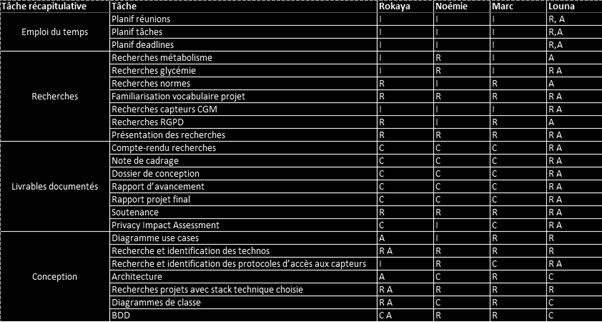 Tâche récapitulative Tâche Rokaya Noémie Marc Louna
Emploi du temps
Planif réunions I I I R, A
Planif tâches I I I R,A
Planif deadlines I I I R,A
Recherches
Recherches métabolisme I R I A
Recherches glycémie I R I R A
Recherches normes R I R A
Familiarisation vocabulaire projet R R R R A
Recherches capteurs CGM I I I R A
Recherches RGPD R I R A
Présentation des recherches R R R R A
Livrables documentés
Compte-rendu recherches C C C R A
Note de cadrage C C C R A
Dossier de conception C C C R A
Rapport d'avancement C C C R A
Rapport projet final C C C R A
Soutenance R R R R A
Privacy Impact Assessment C I C R A
Conception
Diagramme use cases A I R R
Recherche et identification des technos R A R R R
Recherche et identification des protocoles d'accès aux capteurs I R C R A
Architecture A C R C
Recherches projets avec stack technique choisie R A R R R
Diagrammes de classe R A C R C
BDD C A R R C